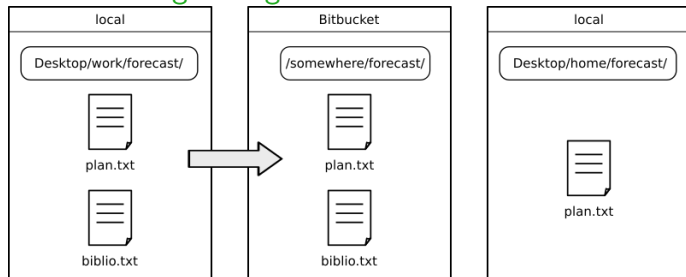 local
Desktop/work/forecast/
plan.txt
biblio.txt
Bitbucket
/somewhere/forecast/
plan.txt
biblio.txt
local
Desktop/home/forecast/
plan.txt